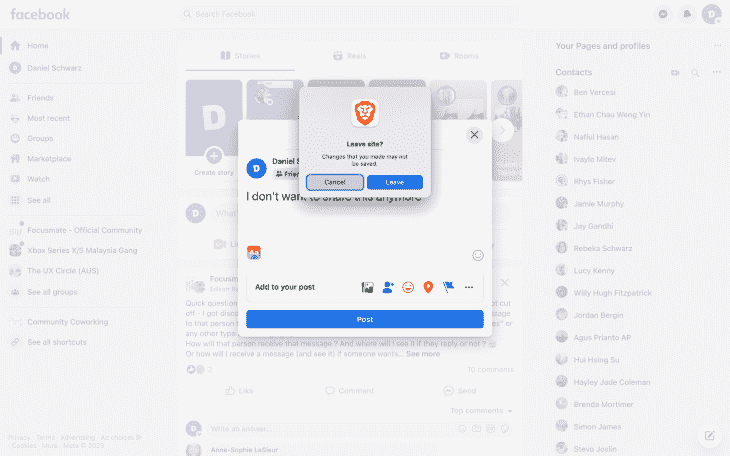 facebook
Search Facebook
Home
Daniel Schwarz
Friends
Most recent
Groups
Marketplace
Watch
See all
Focusmate - Official Community
Xbox Series X/S Malaysia Gang
The UX Circle (AUS)
See all groups
Community Coworking
See all shortcuts
Privacy · Terms · Advertising · Ad choices
· Cookies · More · Meta © 2023
Stories
Reels
Rooms
Create story
Leave site?
Changes that you made may not
be saved.
Cancel
Leave
Daniel S
I don't want to share this anymore
Add to your post
Post
Focusm
Quick question
off - I got disco
message
to that person
or
any other type
How will that person receive that message? And where will I see if they reply or not?
Or how will I receive a message (and see it) ? someone wants... See more
10 comments
Like
Comment
Send
Top comments
Write an answer...
Anne-Sophie LeSieur
Your Pages and profiles
Contacts
Ben Vercesi
Ethan Chau Weng Yin
Nafiul Hasan
Ivaylo Mitev
Rhys Fisher
Jamie Murphy
Jay Gandhi
Rebeka Schwarz
Lucy Kenny
Willy Hugh Fitzpatrick
Jordan Bergin
Agus Prianto AP
Hui Hsing Su
Hayley Jade Coleman
Brenda Mortimer
Simon James
Stevo Joslin